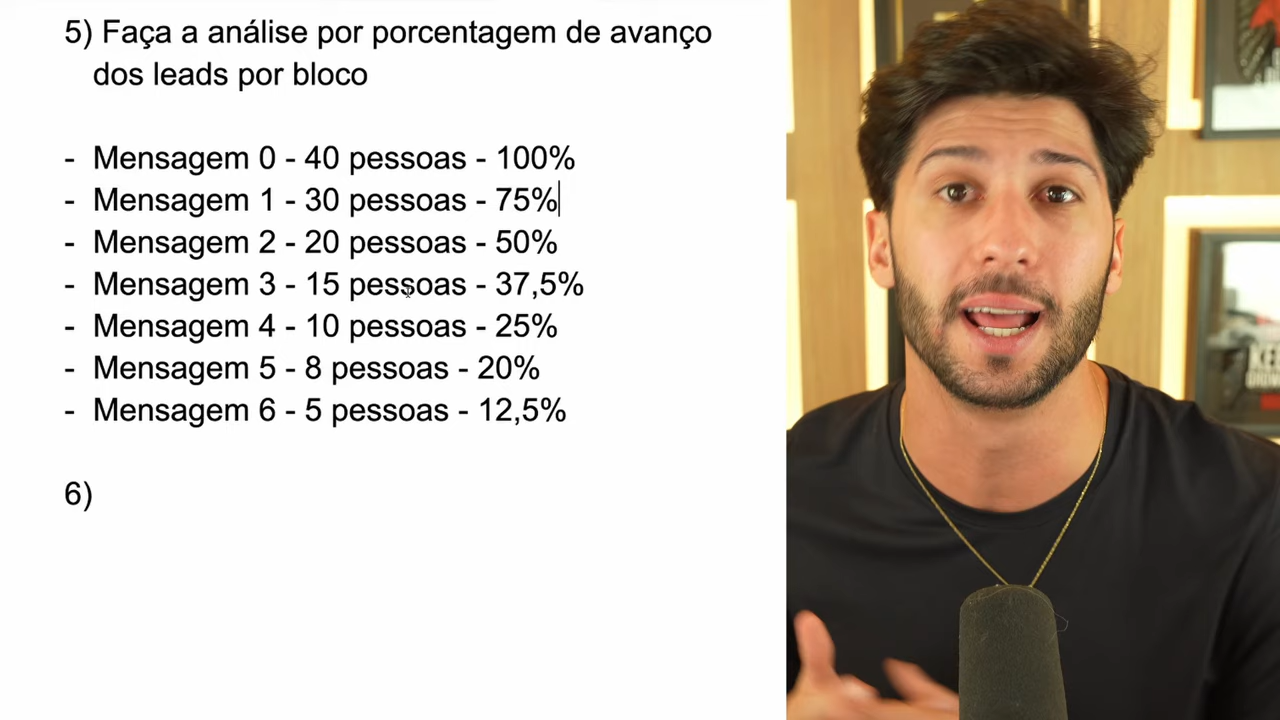 5) Faça a análise por porcentagem de avanço
dos leads por bloco
- Mensagem 0 - 40 pessoas - 100%
- Mensagem 1 - 30 pessoas - 75%
- Mensagem 2 - 20 pessoas - 50%
- Mensagem 3 - 15 pessoas - 37,5%
- Mensagem 4 - 10 pessoas - 25%
- Mensagem 5 - 8 pessoas - 20%
- Mensagem 6 - 5 pessoas - 12,5%
6)